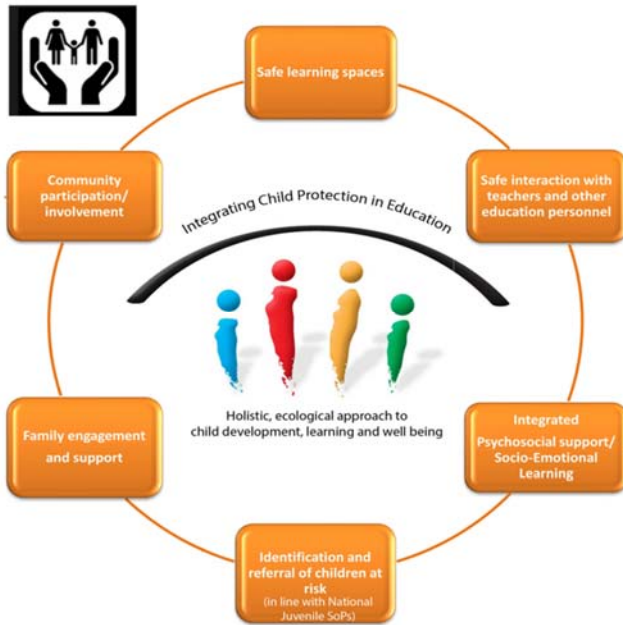 Safe learning spaces
Safe interaction with
teachers and other
education personnel
Integrated
Psychosocial support/
Socio-Emotional
Learning
Identification and
referral of children at
risk
(in line with National
Juvenile SoPs)
Family engagement
and support
Community
participation/
involvement
Integrating Child Protection in Education
Holistic, ecological approach to
child development, learning and well being